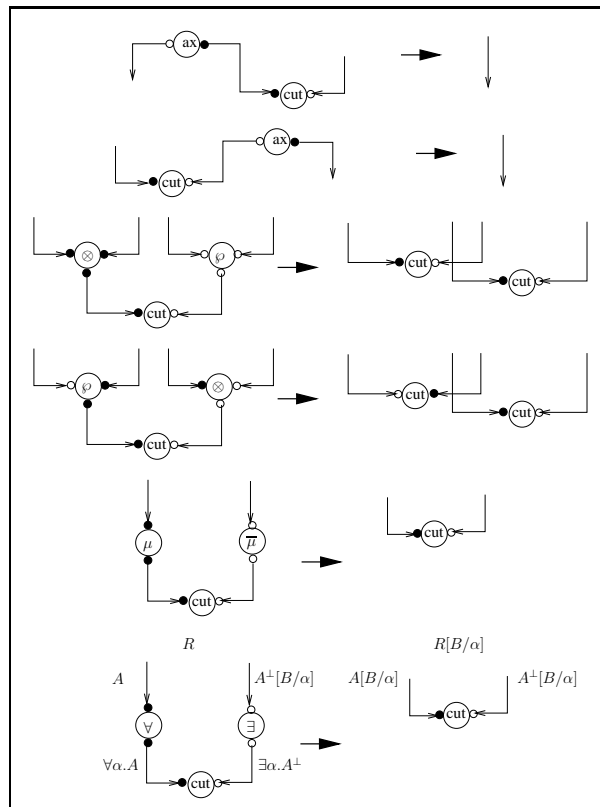 ax
cut
ax
cut
⊗ ℘
cut
cut
cut
℘ ⊗
cut
cut
cut
μ μ̅
cut
cut
R R[B/α]
A A⊥[B/α] A[B/α] A⊥[B/α]
cut
∀ ∃
∀α.A ∃α.A⊥
cut